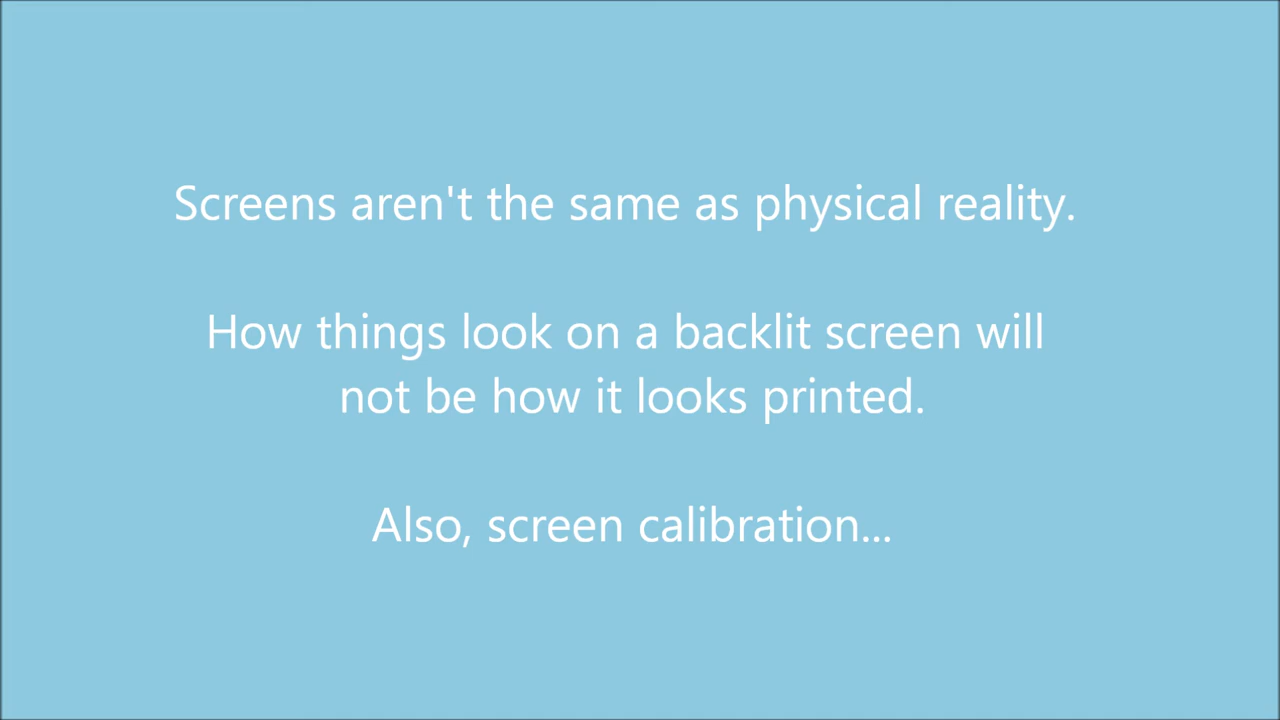 Screens aren't the same as physical reality.
How things look on a backlit screen will
not be how it looks printed.
Also, screen calibration...